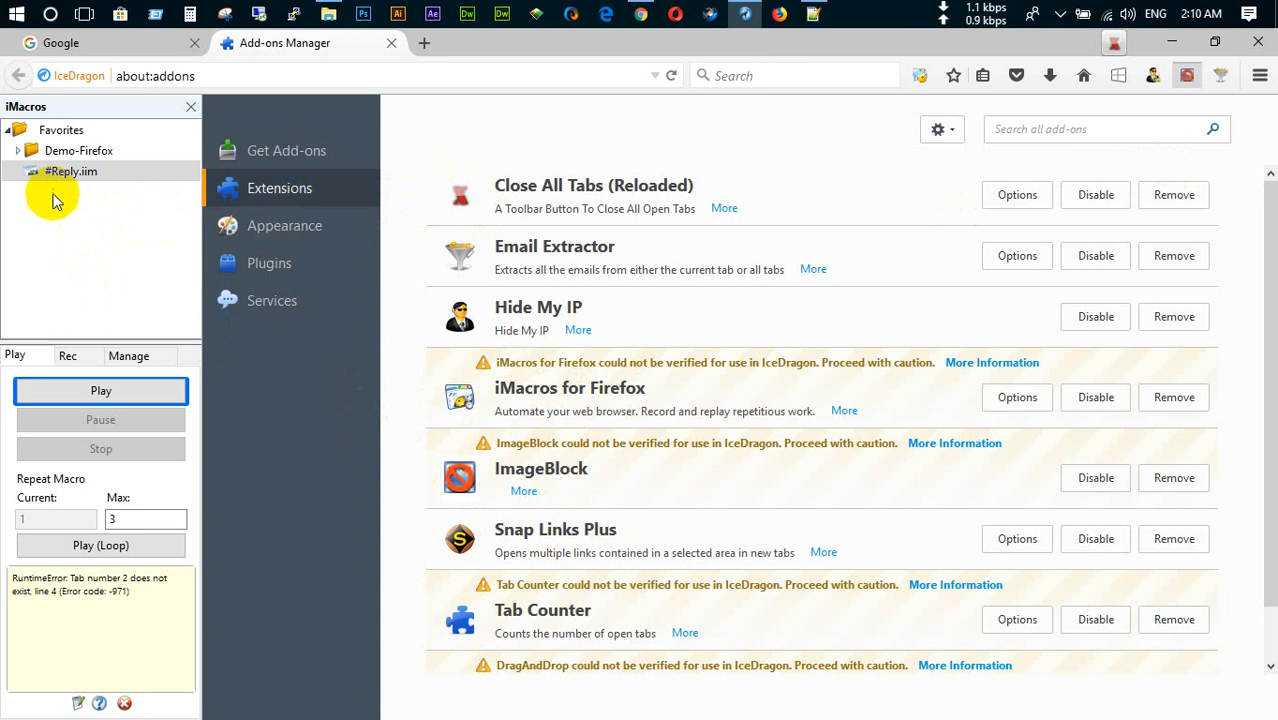 1.1 kbps
0.9 kbps
ENG
2:10 AM
Google
Add-ons Manager
IceDragon
about:addons
Search
iMacros
Favorites
Demo-Firefox
#Reply.iim
Play
Rec
Manage
Play
Pause
Stop
Repeat Macro
Current:
Max:
1
3
Play (Loop)
RuntimeError: Tab number 2 does not
exist, line 4 (Error code: -971)
Get Add-ons
Extensions
Appearance
Plugins
Services
Search all add-ons
Close All Tabs (Reloaded)
A Toolbar Button To Close All Open Tabs More
Options Disable Remove
Email Extractor
Extracts all the emails from either the current tab or all tabs More
Options Disable Remove
Hide My IP
Hide My IP More
Disable Remove
iMacros for Firefox could not be verified for use in IceDragon. Proceed with caution. More Information
iMacros for Firefox
Automate your web browser. Record and replay repetitious work. More
Options Disable Remove
ImageBlock could not be verified for use in IceDragon. Proceed with caution. More Information
ImageBlock
More
Disable Remove
Snap Links Plus
Opens multiple links contained in a selected area in new tabs More
Options Disable Remove
Tab Counter could not be verified for use in IceDragon. Proceed with caution. More Information
Tab Counter
Counts the number of open tabs More
Options Disable Remove
DragAndDrop could not be verified for use in IceDragon. Proceed with caution. More Information